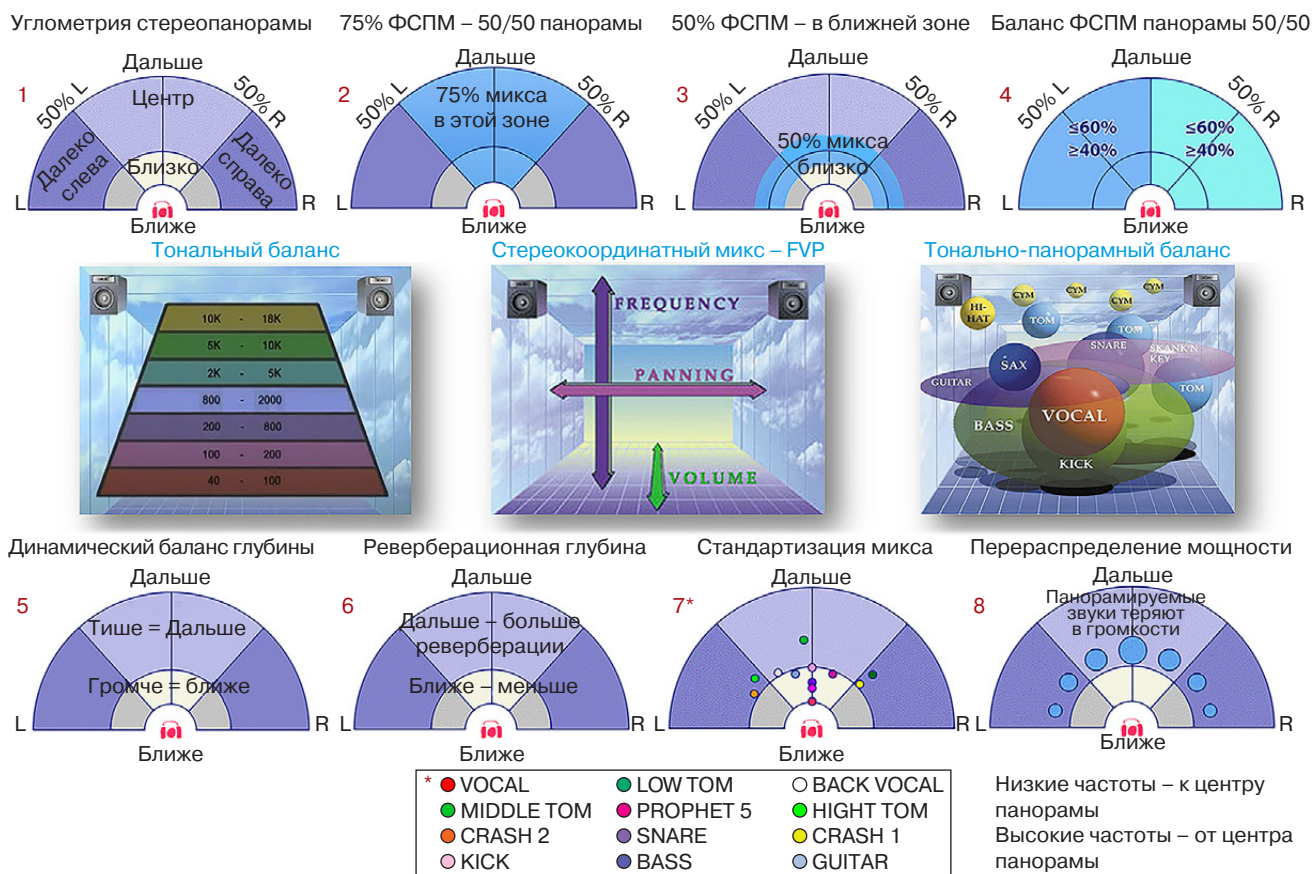 Углометрия стереопанорамы
75% ФСПМ – 50/50 панорамы
50% ФСПМ – в ближней зоне
Баланс ФСПМ панорамы 50/50
1
Дальше
50% L
50% R
Центр
Далеко слева
Далеко справа
Близко
L
R
Ближе
2
Дальше
50% L
50% R
75% микса
в этой зоне
L
R
Ближе
3
Дальше
50% L
50% R
50% микса
близко
L
R
Ближе
4
Дальше
50% L
50% R
≤60%
≥40%
≤60%
≥40%
L
R
Ближе
Тональный баланс
10K - 18K
5K - 10K
2K - 5K
800 - 2000
200 - 800
100 - 200
40 - 100
Стереокоординатный микс – FVP
FREQUENCY
PANNING
VOLUME
Тонально-панорамный баланс
CYM
CYM
CYM
CYM
HI-
HAT
TOM
TOM
SNARE
SKANK'N
KEY
SAX
GUITAR
TOM
VOCAL
BASS
KICK
Динамический баланс глубины
Реверберационная глубина
Стандартизация микса
Перераспределение мощности
5
Дальше
Тише = Дальше
Громче = ближе
L
R
Ближе
6
Дальше
Дальше – больше
реверберации
Ближе – меньше
L
R
Ближе
7*
Дальше
L
R
Ближе
8
Дальше
Панорамируемые
звуки теряют
в громкости
L
R
Ближе
* VOCAL LOW TOM BACK VOCAL
MIDDLE TOM PROPHET 5 HIGHT TOM
CRASH 2 SNARE CRASH 1
KICK BASS GUITAR
Низкие частоты – к центру
панорамы
Высокие частоты – от центра
панорамы